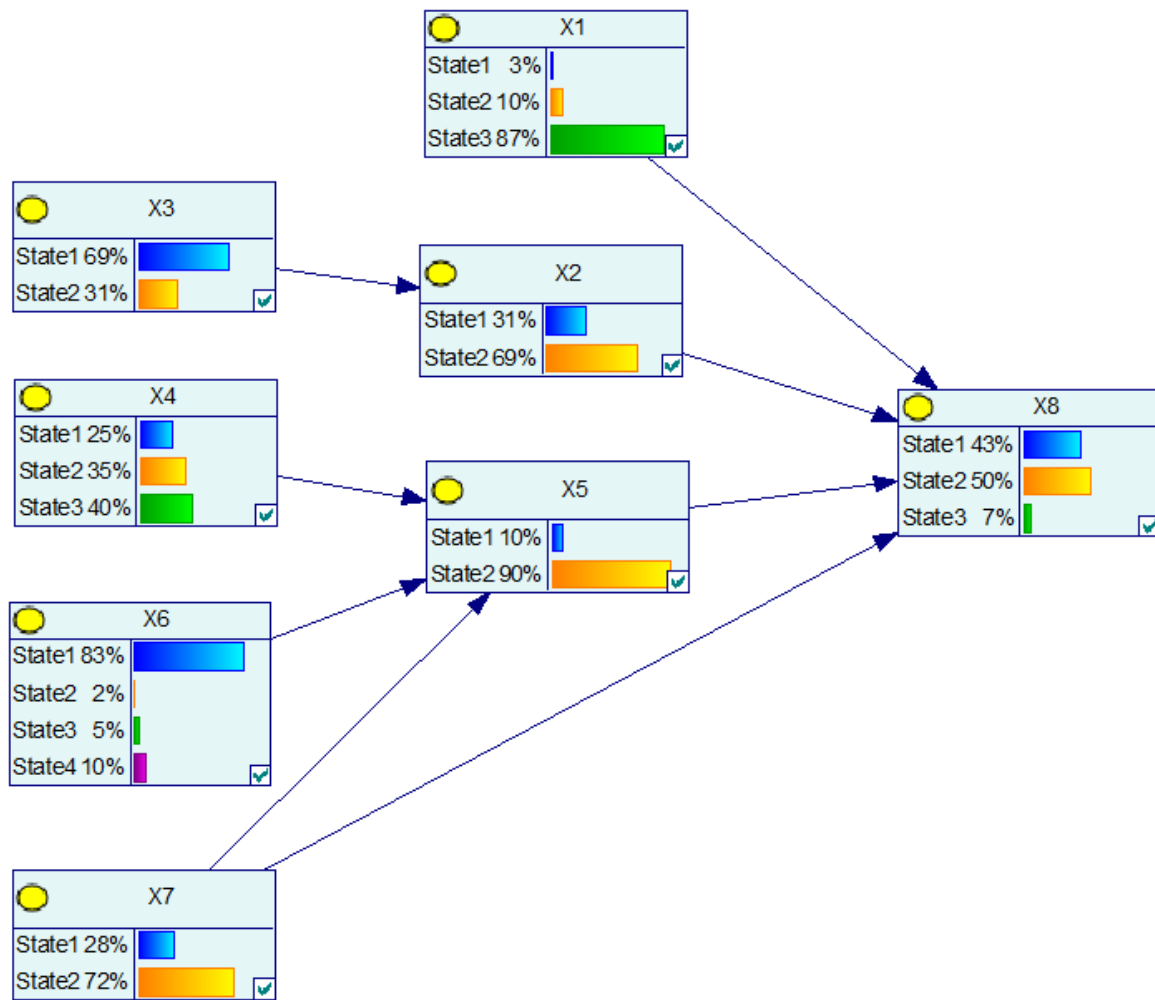 X1
State1 3%
State2 10%
State3 87%
X3
State1 69%
State2 31%
X2
State1 31%
State2 69%
X4
State1 25%
State2 35%
State3 40%
X8
State1 43%
State2 50%
State3 7%
X5
State1 10%
State2 90%
X6
State1 83%
State2 2%
State3 5%
State4 10%
X7
State1 28%
State2 72%